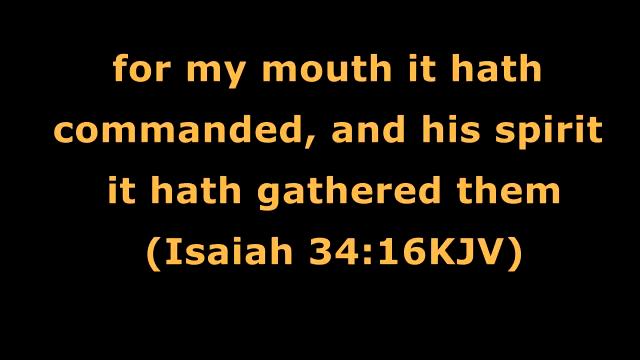 for my mouth it hath
commanded, and his spirit
it hath gathered them
(Isaiah 34:16KJV)